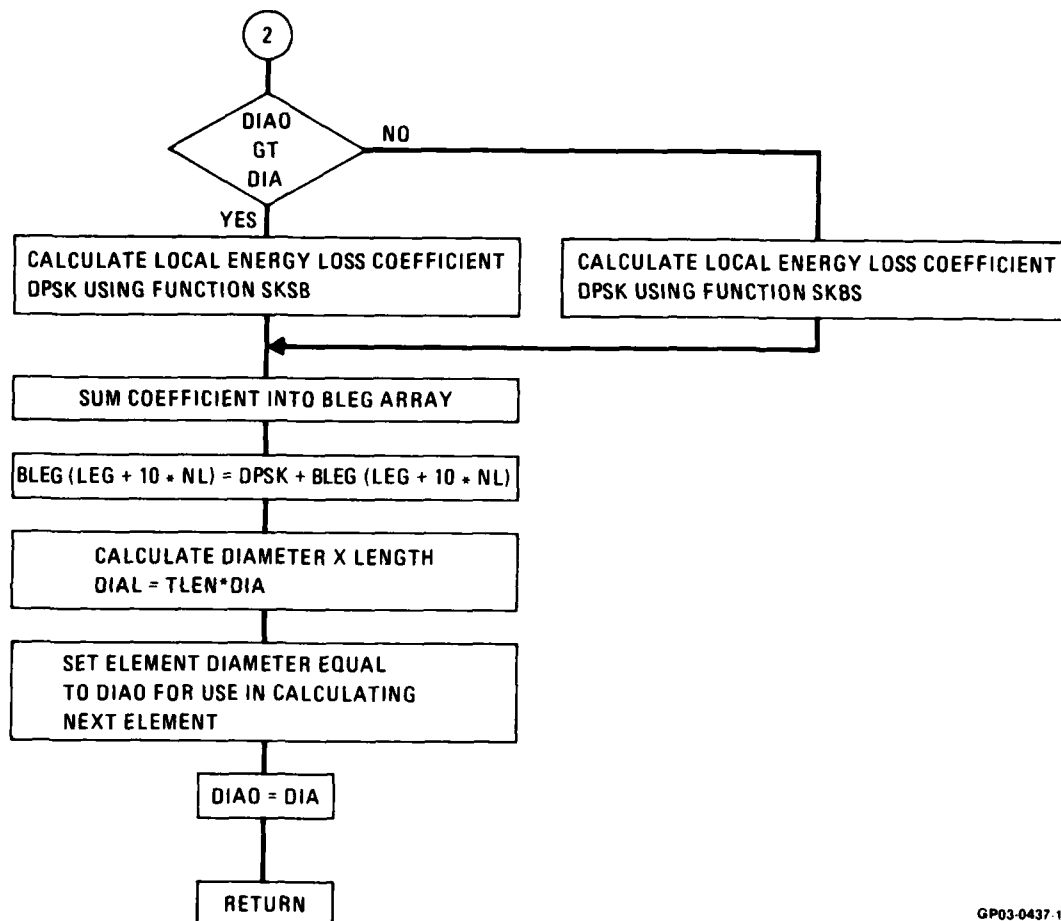 2
DIAO
GT
DIA
NO
YES
CALCULATE LOCAL ENERGY LOSS COEFFICIENT
DPSK USING FUNCTION SKSB
CALCULATE LOCAL ENERGY LOSS COEFFICIENT
DPSK USING FUNCTION SKBS
SUM COEFFICIENT INTO BLEG ARRAY
BLEG (LEG + 10 * NL) = DPSK + BLEG (LEG + 10 * NL)
CALCULATE DIAMETER X LENGTH
DIAL = TLEN*DIA
SET ELEMENT DIAMETER EQUAL
TO DIAO FOR USE IN CALCULATING
NEXT ELEMENT
DIAO = DIA
RETURN
GP03-0437-1